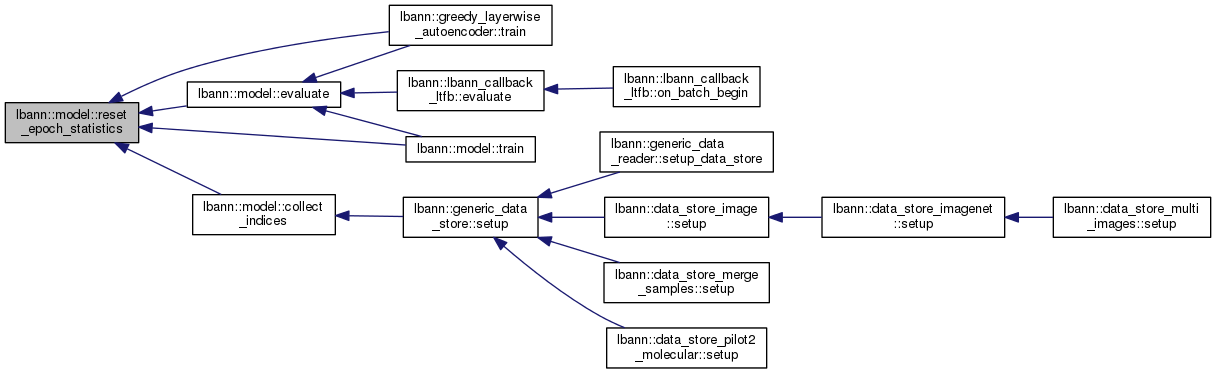 lbann::greedy_layerwise
_autoencoder::train
lbann::model::evaluate
lbann::lbann_callback
_ltfb::evaluate
lbann::lbann_callback
_ltfb::on_batch_begin
lbann::model::reset
_epoch_statistics
lbann::model::train
lbann::generic_data
_reader::setup_data_store
lbann::model::collect
_indices
lbann::generic_data
_store::setup
lbann::data_store_image
::setup
lbann::data_store_imagenet
::setup
lbann::data_store_multi
_images::setup
lbann::data_store_merge
_samples::setup
lbann::data_store_pilot2
_molecular::setup